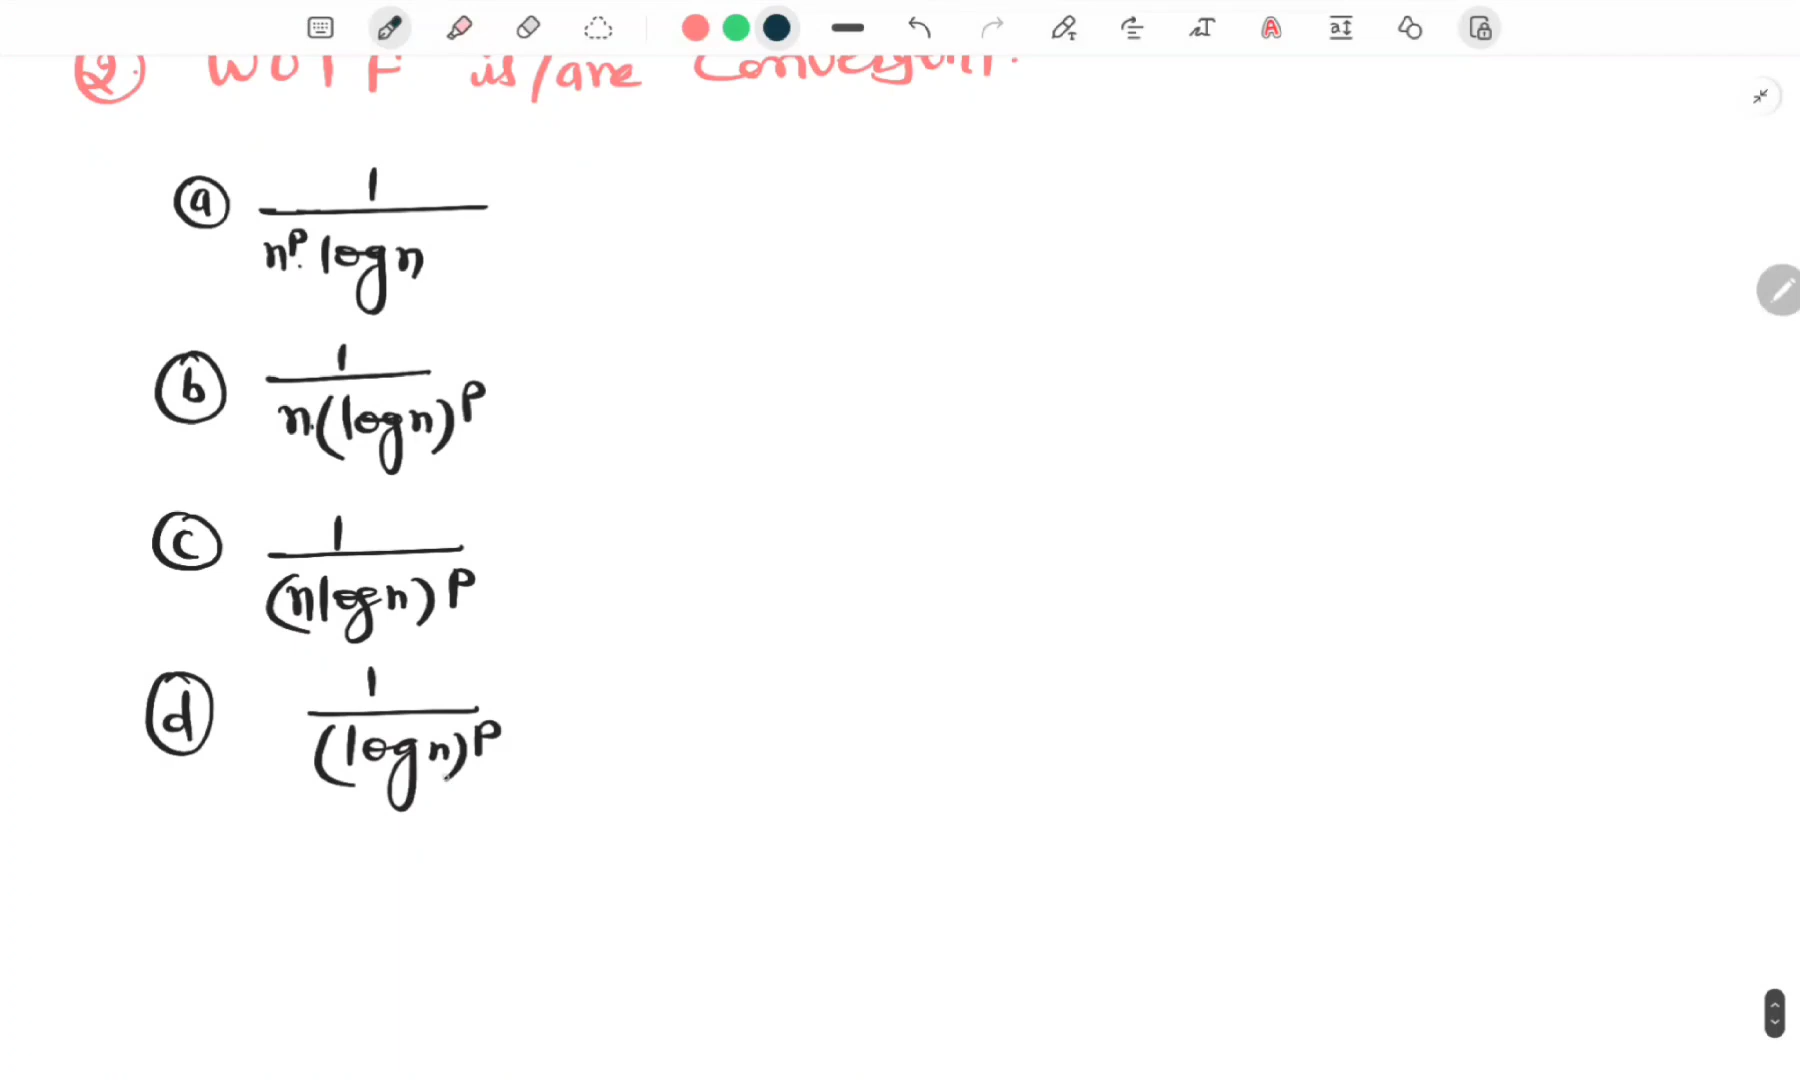 Q.) WOTF is/are Convergent.
ⓐ 1 / n^p. log n
ⓑ 1 / n.(log n)^p
ⓒ 1 / (n log n)^p
ⓓ 1 / (log n)^p